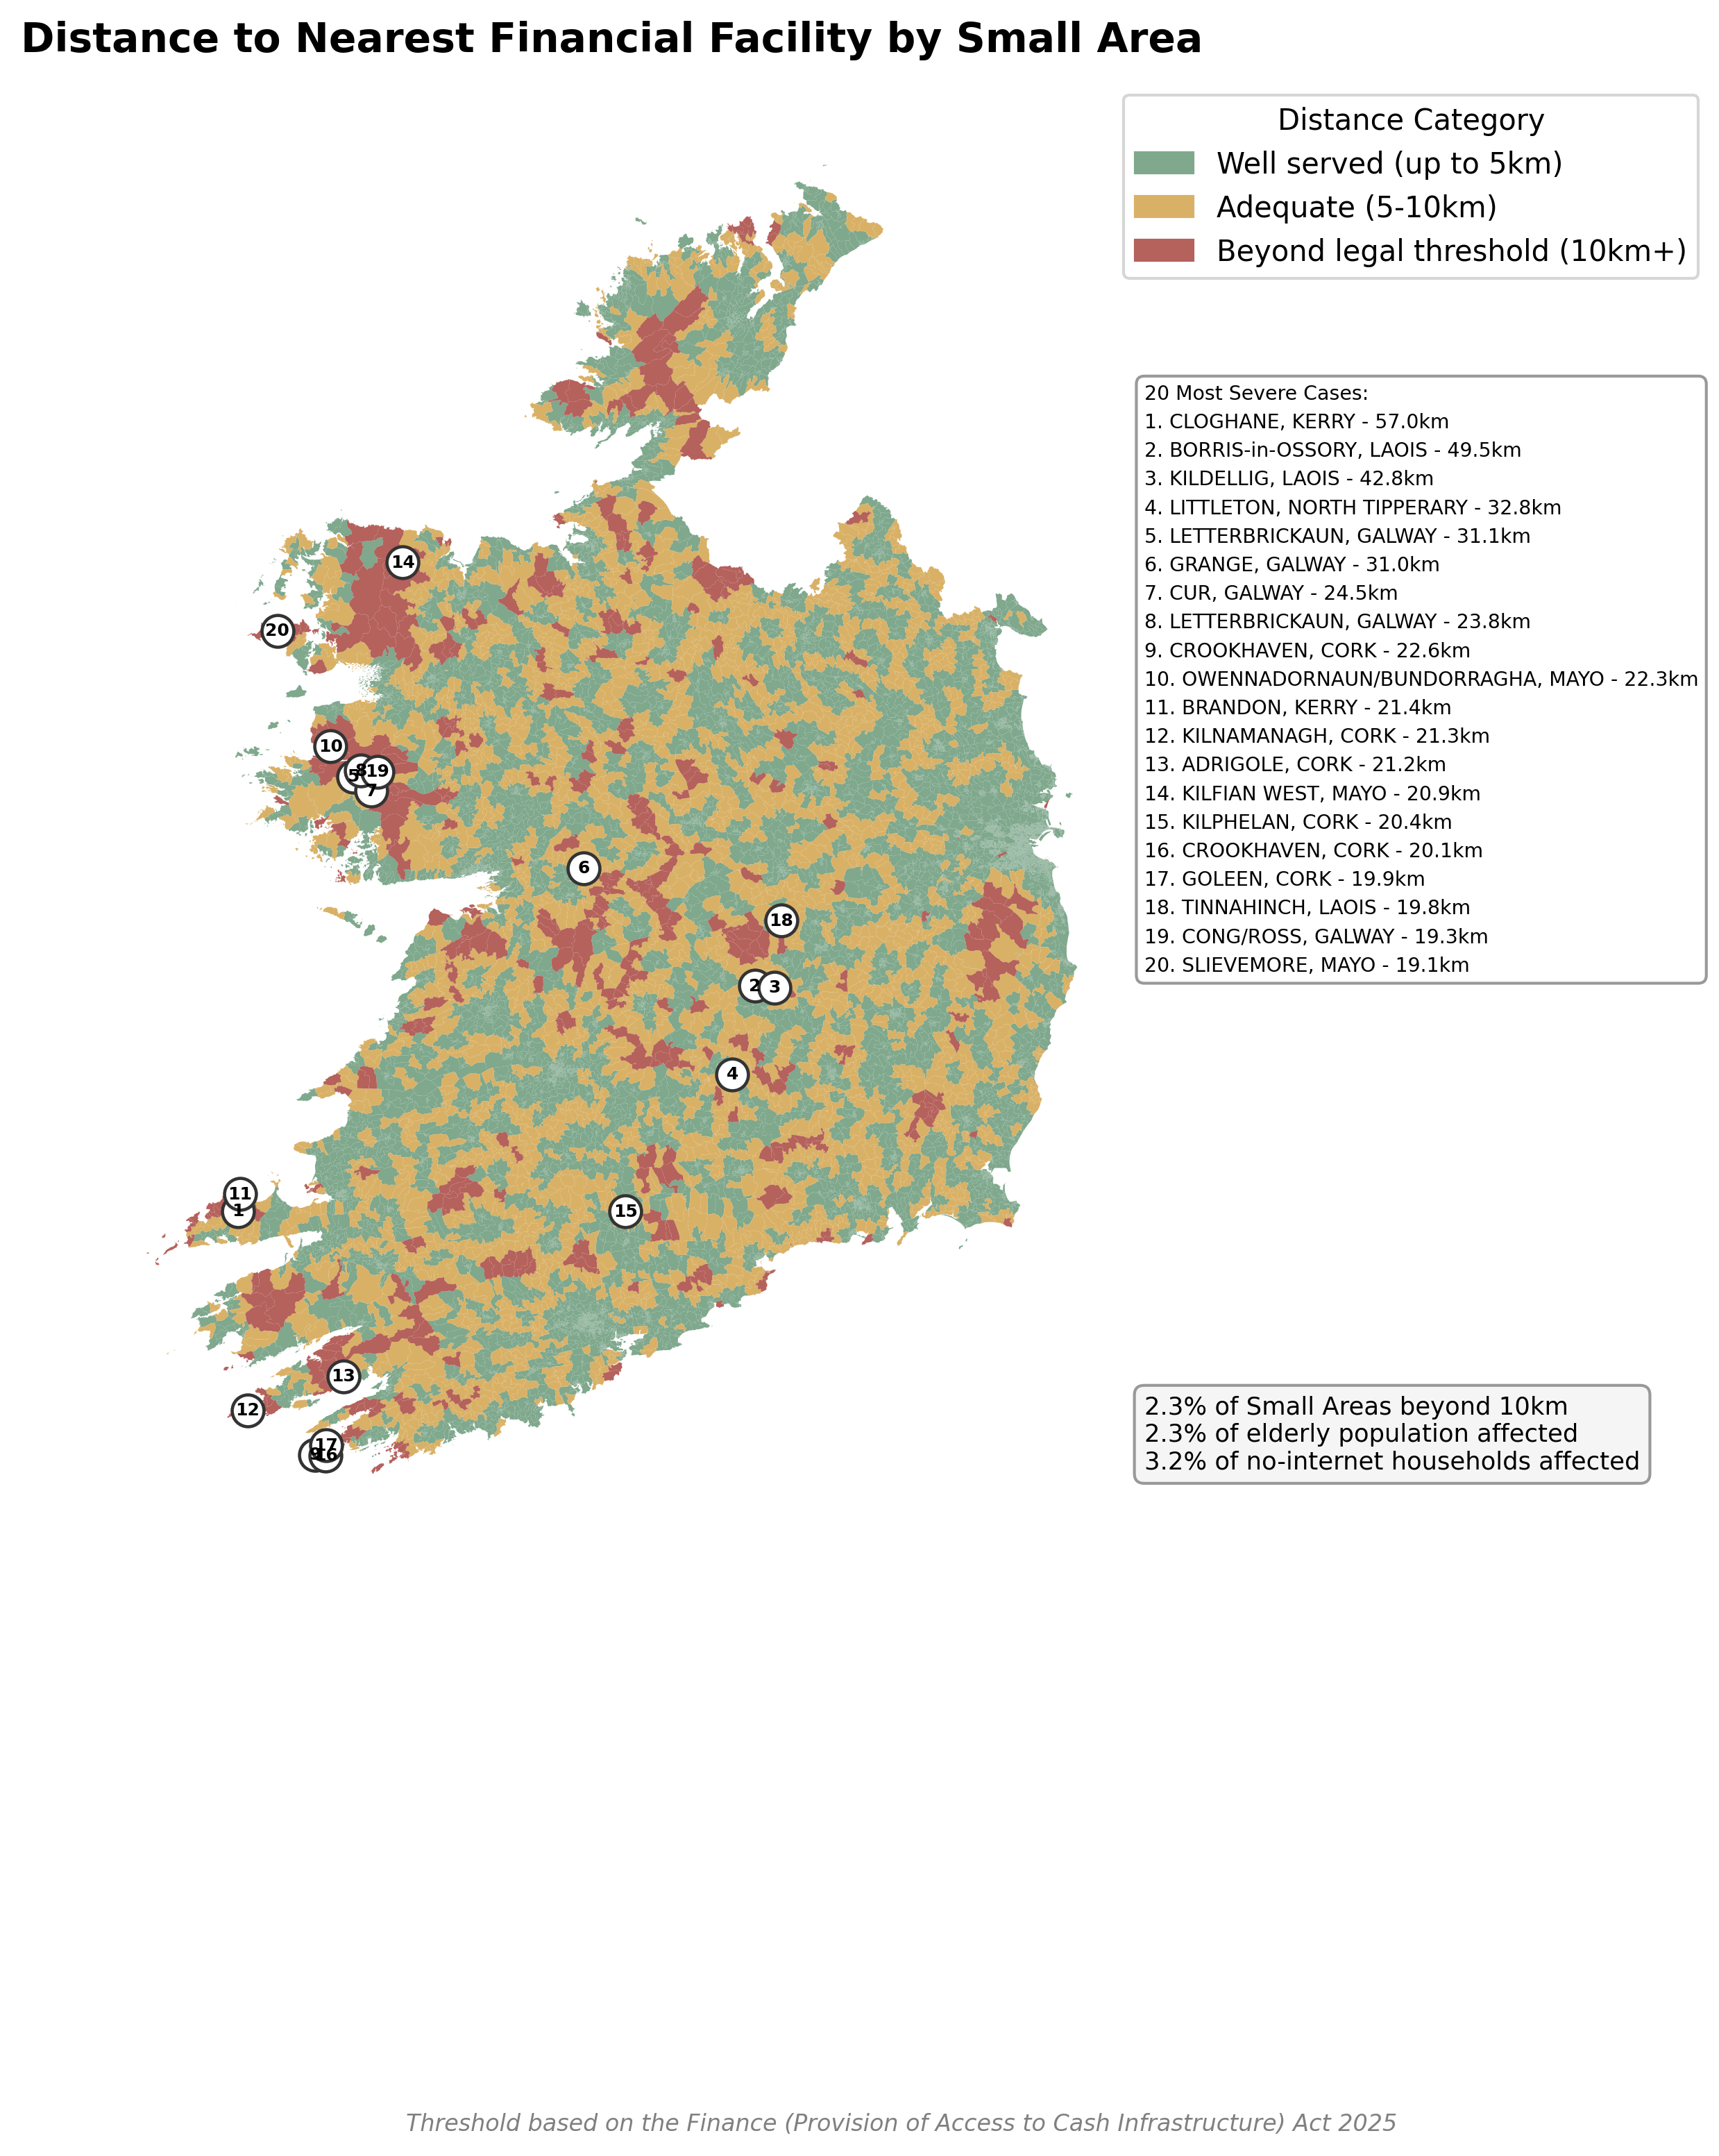 Distance to Nearest Financial Facility by Small Area
Distance Category
Well served (up to 5km)
Adequate (5-10km)
Beyond legal threshold (10km+)
20 Most Severe Cases:
1. CLOGHANE, KERRY - 57.0km
2. BORRIS-in-OSSORY, LAOIS - 49.5km
3. KILDELLIG, LAOIS - 42.8km
4. LITTLETON, NORTH TIPPERARY - 32.8km
5. LETTERBRICKAUN, GALWAY - 31.1km
6. GRANGE, GALWAY - 31.0km
7. CUR, GALWAY - 24.5km
8. LETTERBRICKAUN, GALWAY - 23.8km
9. CROOKHAVEN, CORK - 22.6km
10. OWENNADORNAUN/BUNDORRAGHA, MAYO - 22.3km
11. BRANDON, KERRY - 21.4km
12. KILNAMANAGH, CORK - 21.3km
13. ADRIGOLE, CORK - 21.2km
14. KILFIAN WEST, MAYO - 20.9km
15. KILPHELAN, CORK - 20.4km
16. CROOKHAVEN, CORK - 20.1km
17. GOLEEN, CORK - 19.9km
18. TINNAHINCH, LAOIS - 19.8km
19. CONG/ROSS, GALWAY - 19.3km
20. SLIEVEMORE, MAYO - 19.1km
14
20
10
5
8
19
7
6
18
2
3
4
11
1
15
13
12
17
9
16
2.3% of Small Areas beyond 10km
2.3% of elderly population affected
3.2% of no-internet households affected
Threshold based on the Finance (Provision of Access to Cash Infrastructure) Act 2025